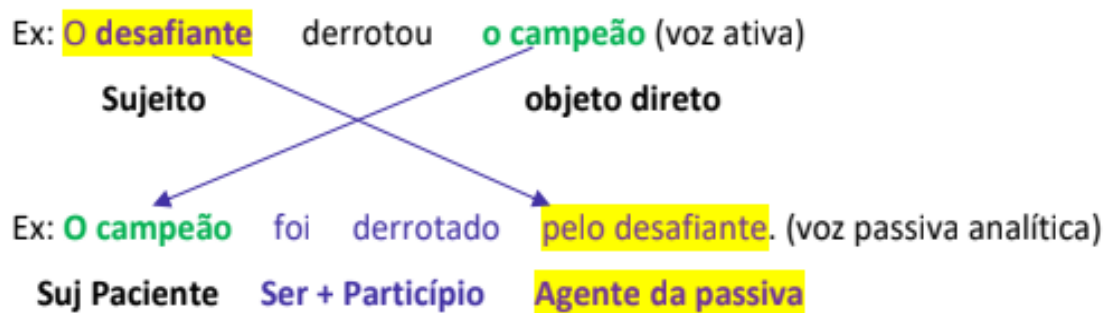 Ex: O desafiante derrotou o campeão (voz ativa)
Sujeito objeto direto
Ex: O campeão foi derrotado pelo desafiante. (voz passiva analítica)
Suj Paciente Ser + Particípio Agente da passiva